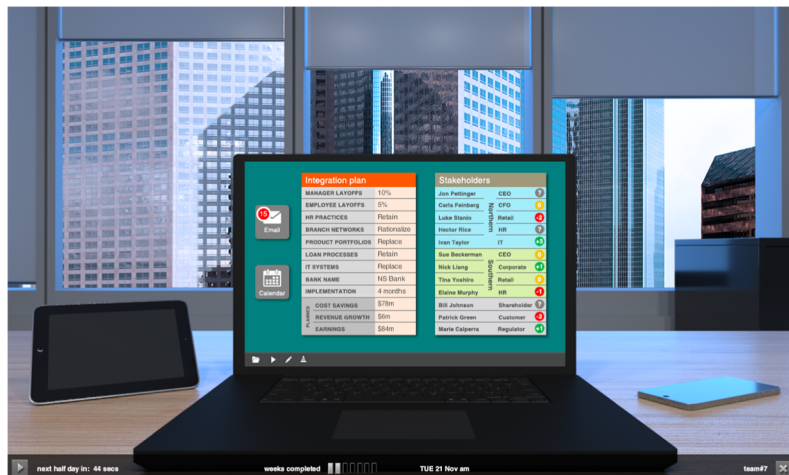 Integration plan
MANAGER LAYOFFS 10%
EMPLOYEE LAYOFFS 5%
HR PRACTICES Retain
BRANCH NETWORKS Rationalize
PRODUCT PORTFOLIOS Replace
LOAN PROCESSES Retain
IT SYSTEMS Replace
BANK NAME NS Bank
IMPLEMENTATION 4 months
PLANNED
COST SAVINGS $78m
REVENUE GROWTH $6m
EARNINGS $84m
Stakeholders
Northern
Jon Pettinger CEO ?
Carla Feinberg CFO 0
Luke Stanio Retail -2
Hector Rice HR ?
Ivan Taylor IT +3
Southern
Sue Beckerman CEO 0
Nick Liang Corporate +1
Tina Yoshiro Retail 0
Elaine Murphy HR -1
Bill Johnson Shareholder ?
Patrick Green Customer -2
Marie Calperra Regulator +1
15
Email
Calendar
next half day in: 44 secs
weeks completed
TUE 21 Nov am
team#7